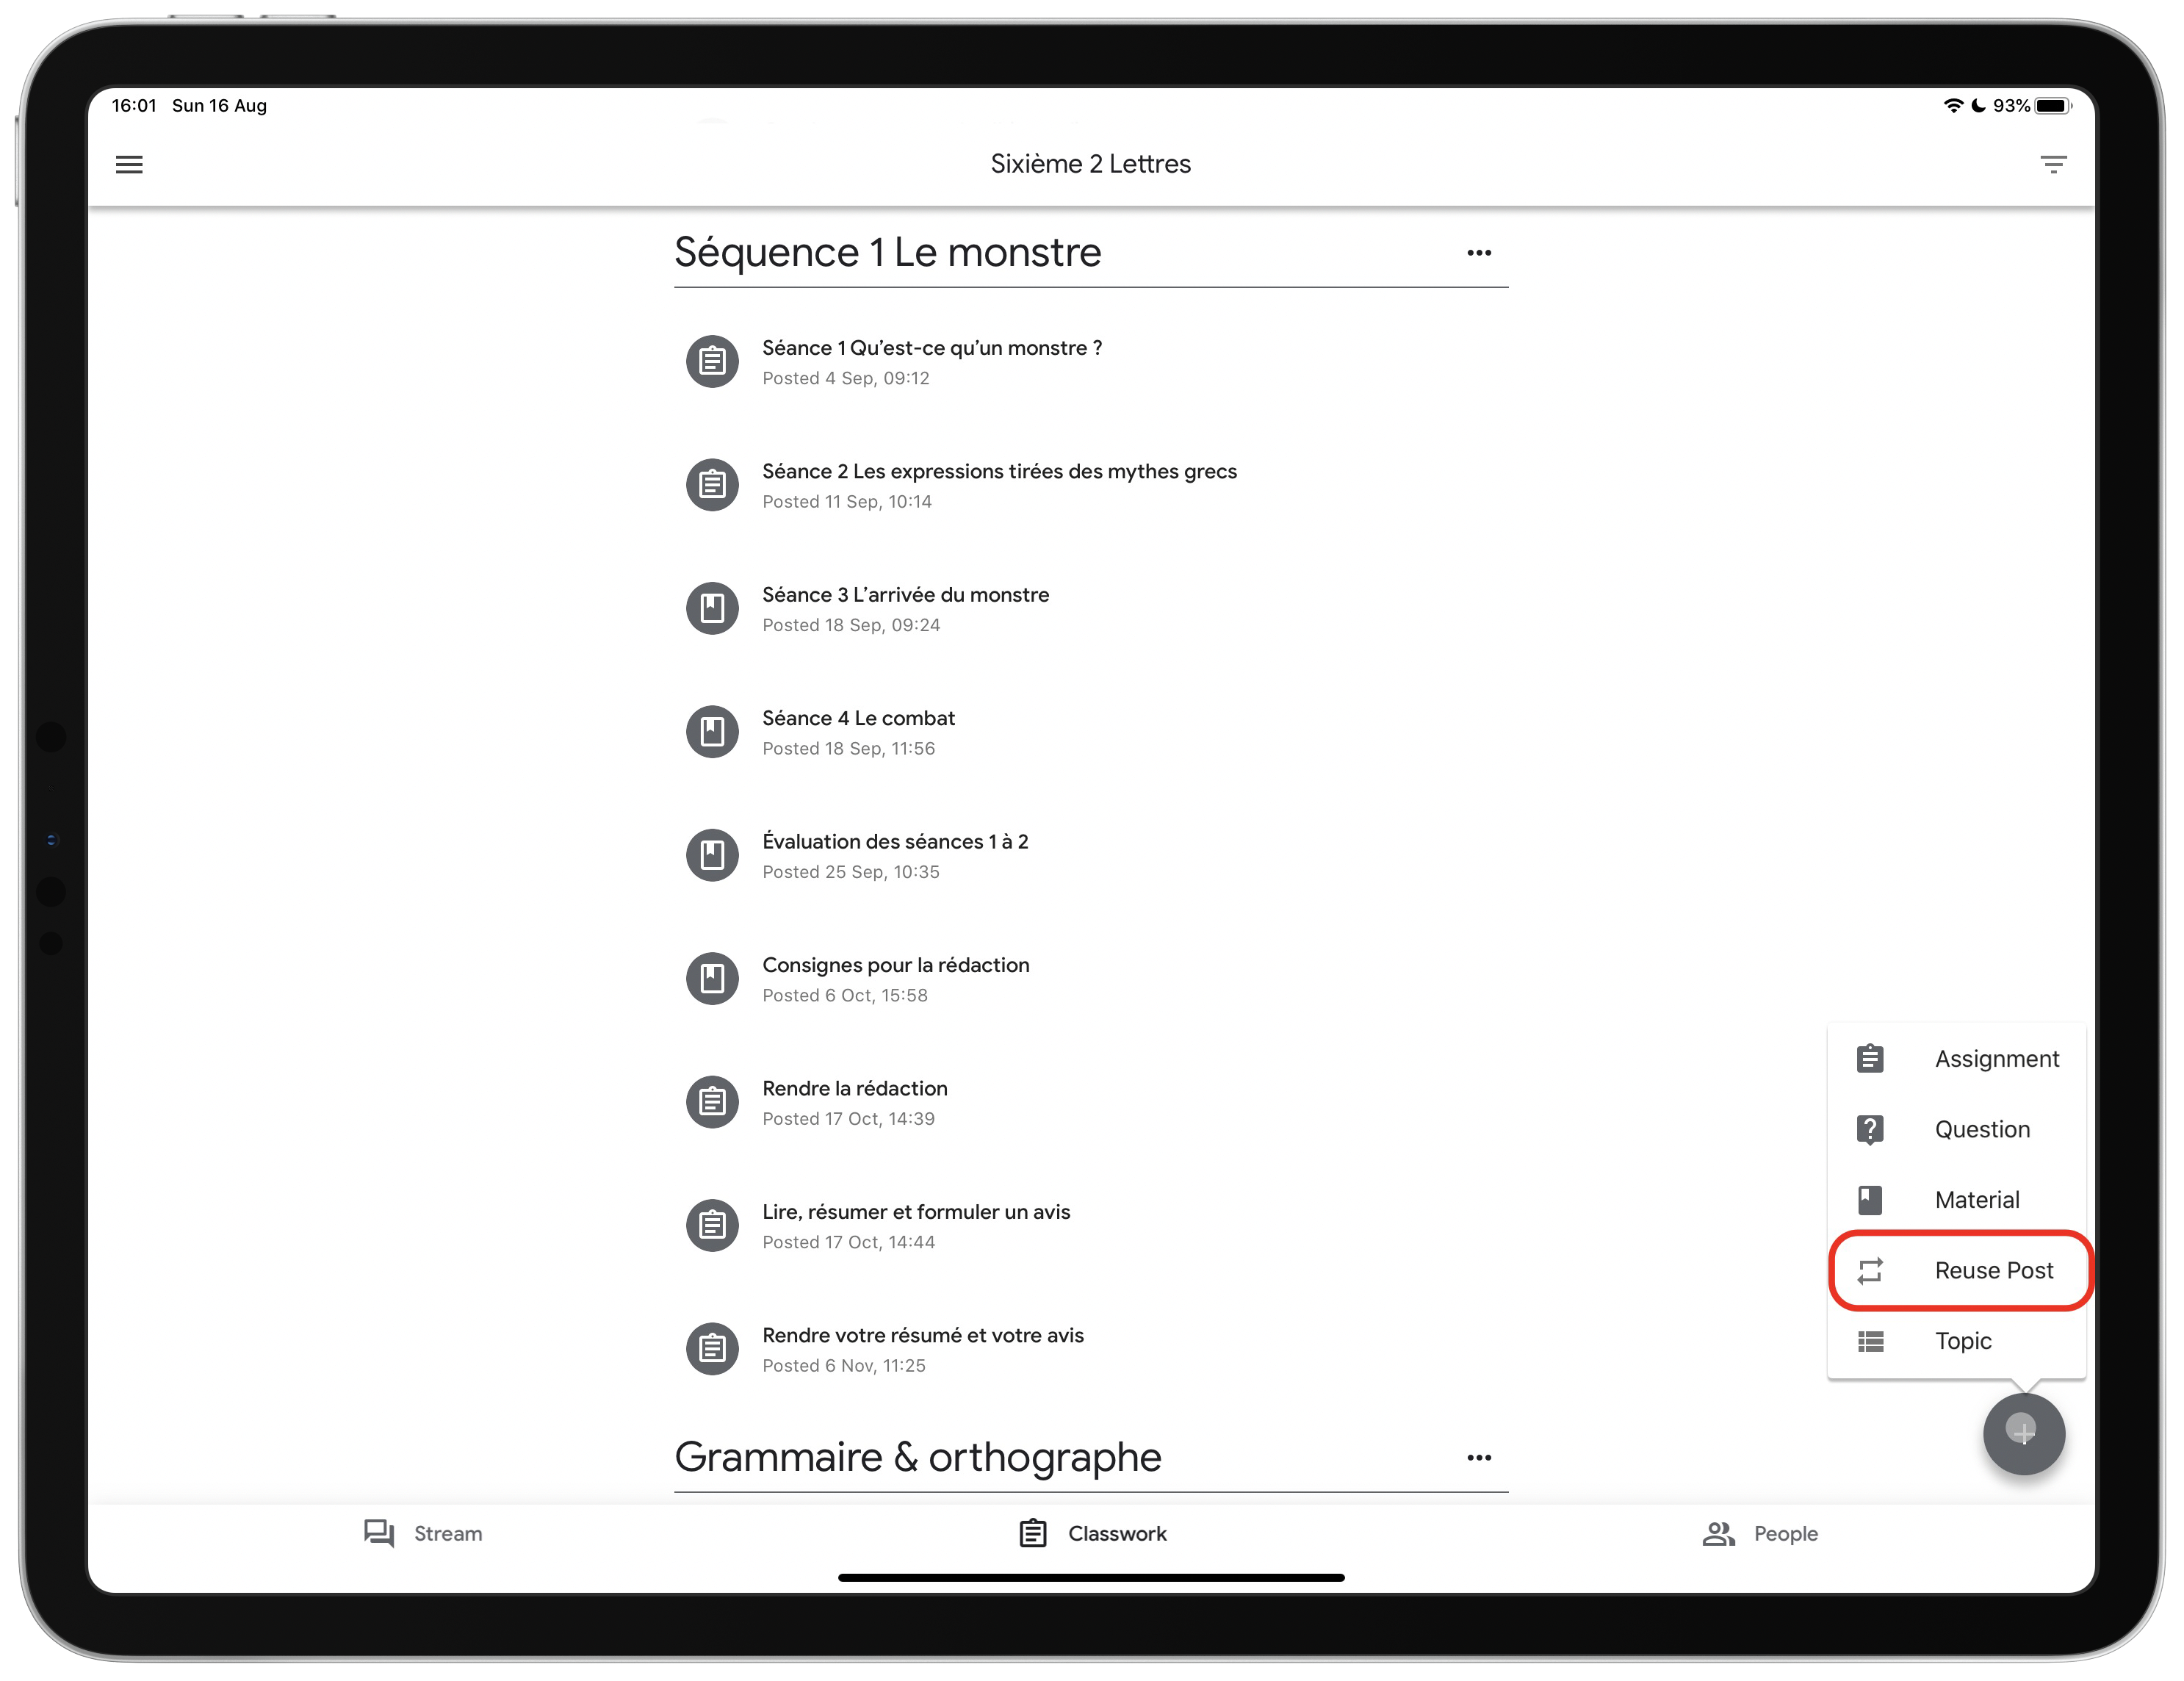 16:01 Sun 16 Aug
93%
Sixième 2 Lettres
Séquence 1 Le monstre
Séance 1 Qu’est-ce qu’un monstre ?
Posted 4 Sep, 09:12
Séance 2 Les expressions tirées des mythes grecs
Posted 11 Sep, 10:14
Séance 3 L’arrivée du monstre
Posted 18 Sep, 09:24
Séance 4 Le combat
Posted 18 Sep, 11:56
Évaluation des séances 1 à 2
Posted 25 Sep, 10:35
Consignes pour la rédaction
Posted 6 Oct, 15:58
Rendre la rédaction
Posted 17 Oct, 14:39
Lire, résumer et formuler un avis
Posted 17 Oct, 14:44
Rendre votre résumé et votre avis
Posted 6 Nov, 11:25
Grammaire & orthographe
Assignment
Question
Material
Reuse Post
Topic
Stream
Classwork
People